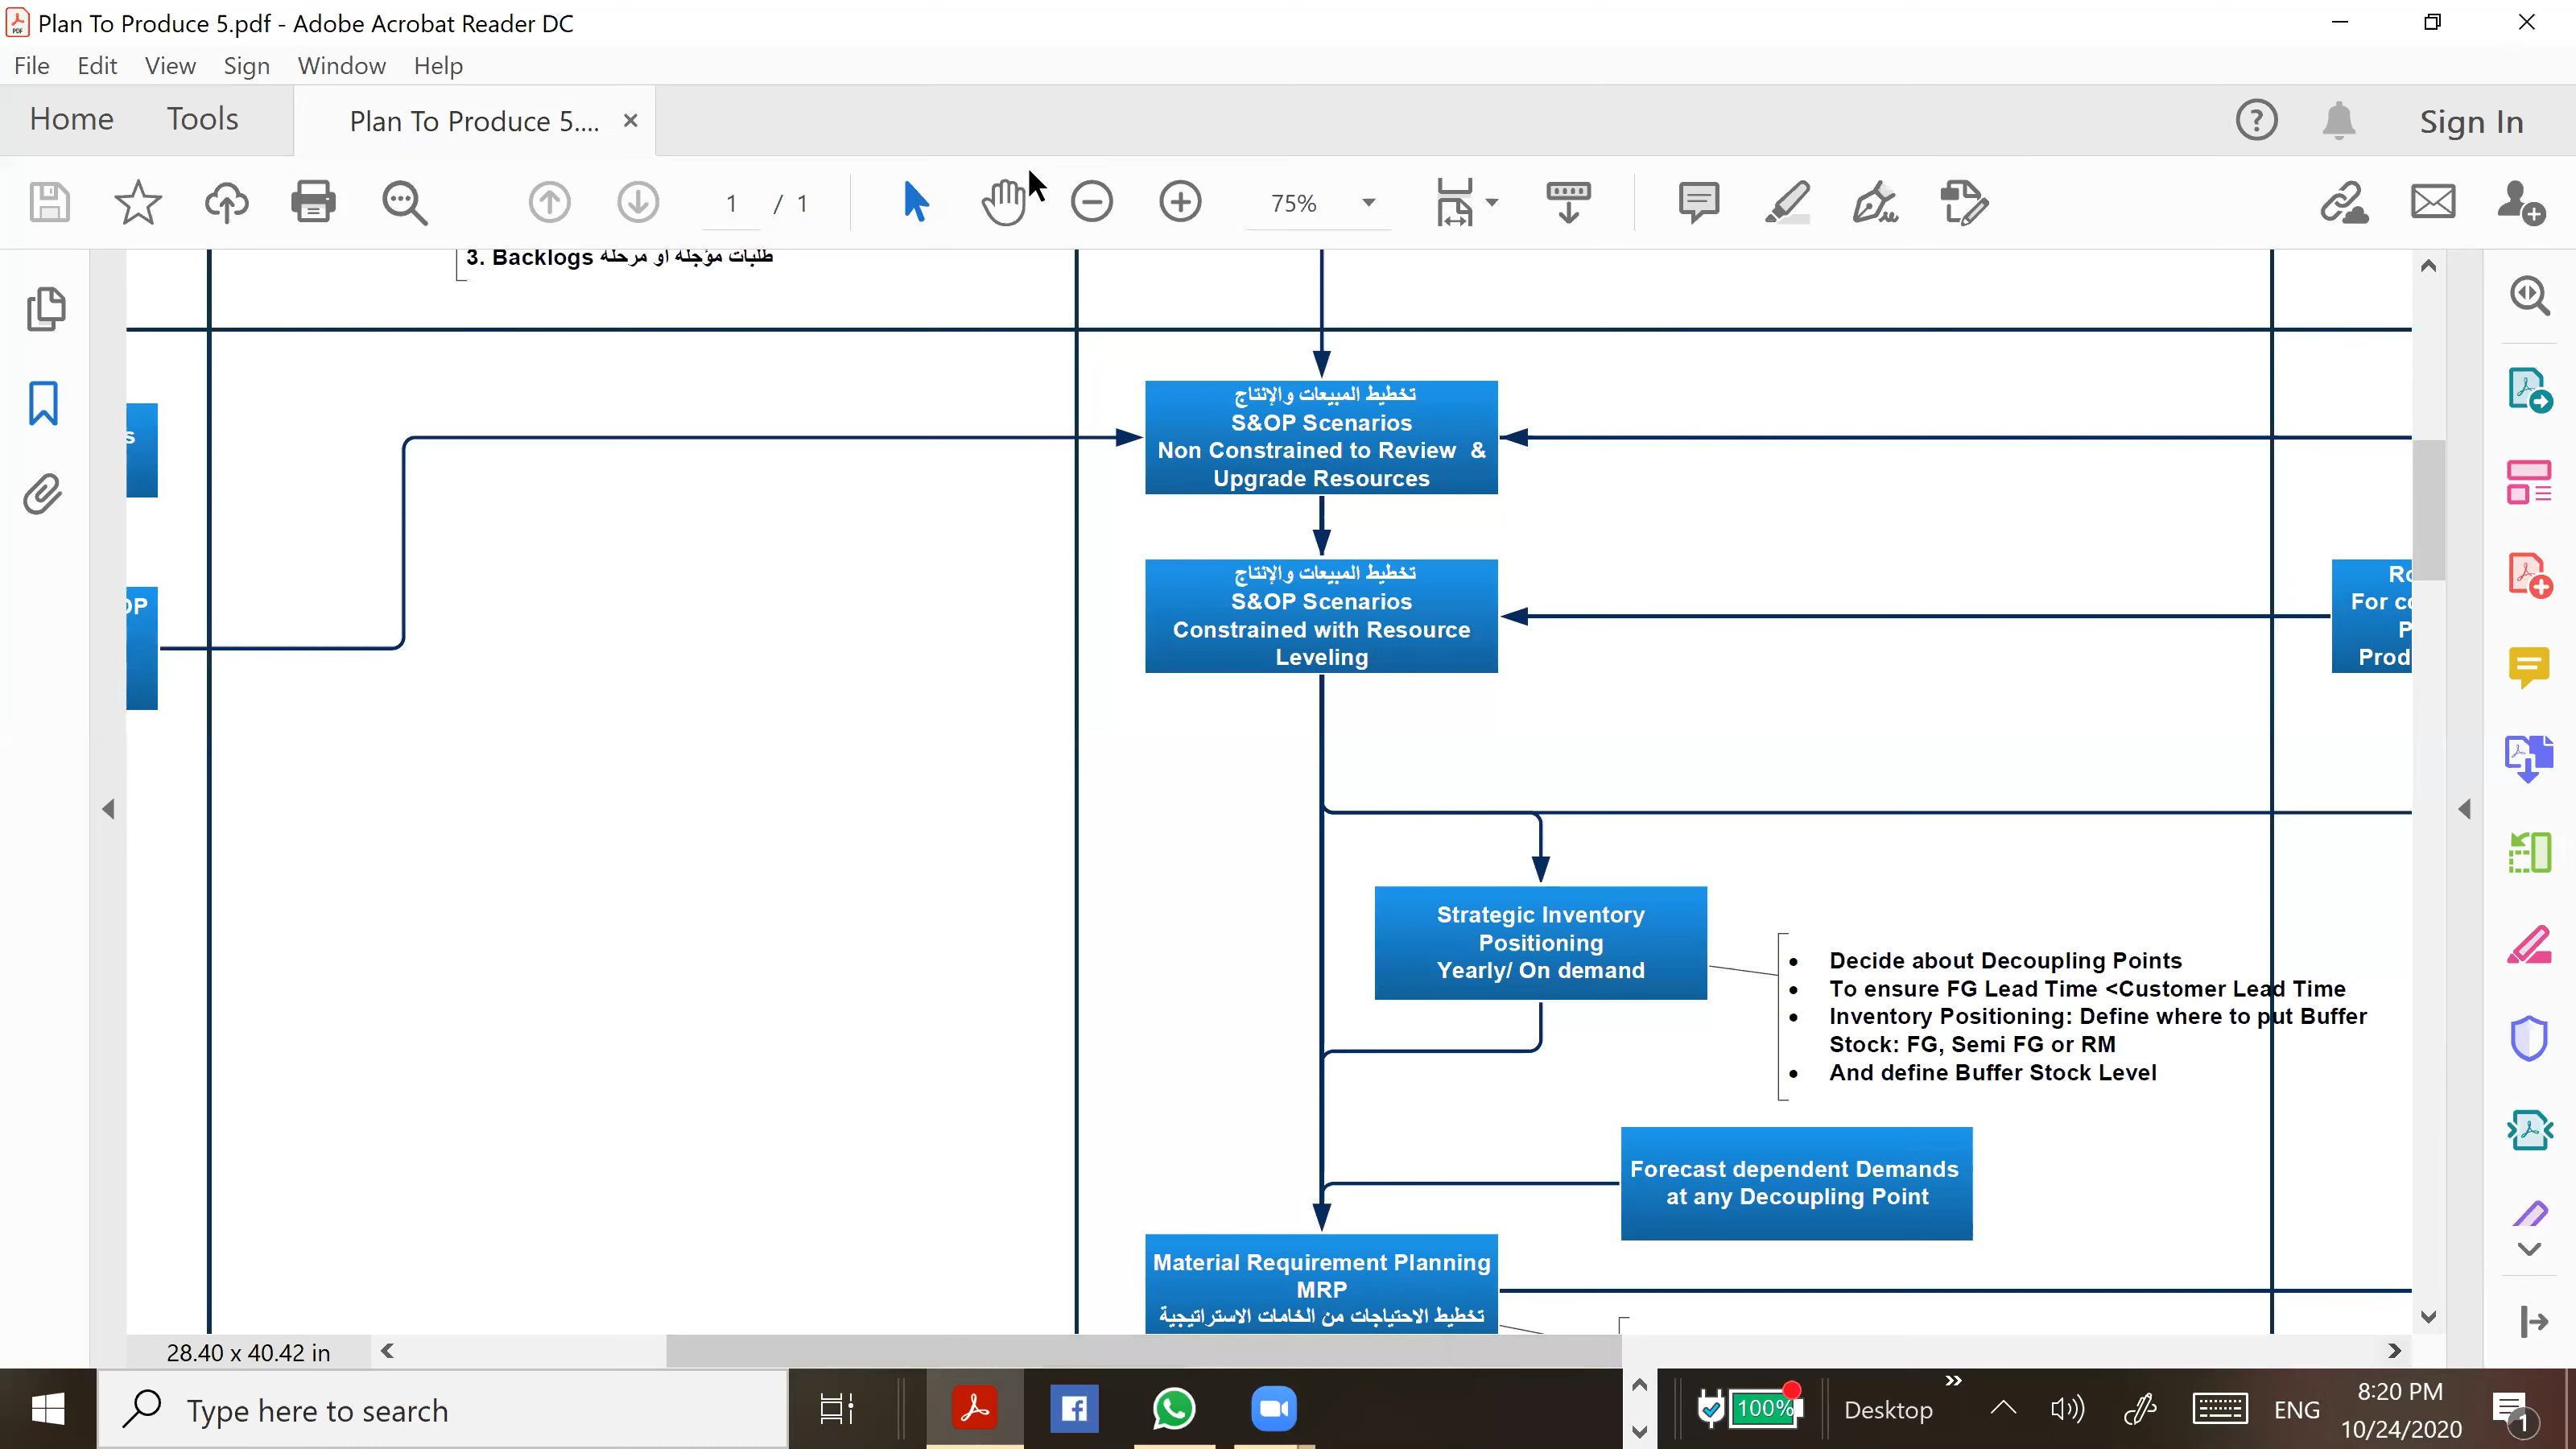 Plan To Produce 5.pdf - Adobe Acrobat Reader DC
File Edit View Sign Window Help
Home Tools Plan To Produce 5.... Sign In
1 / 1 75%
3. Backlogs طلبات مؤجلة او مرحلة
تخطيط المبيعات والإنتاج
S&OP Scenarios
Non Constrained to Review &
Upgrade Resources
s
تخطيط المبيعات والإنتاج
S&OP Scenarios
Constrained with Resource
Leveling
OP
Ro
For co
P
Prod
Strategic Inventory
Positioning
Yearly/ On demand
• Decide about Decoupling Points
• To ensure FG Lead Time <Customer Lead Time
• Inventory Positioning: Define where to put Buffer
Stock: FG, Semi FG or RM
• And define Buffer Stock Level
Forecast dependent Demands
at any Decoupling Point
Material Requirement Planning
MRP
تخطيط الاحتياجات من الخامات الاستراتيجية
28.40 x 40.42 in
Type here to search
100%
Desktop
ENG
8:20 PM
10/24/2020
1